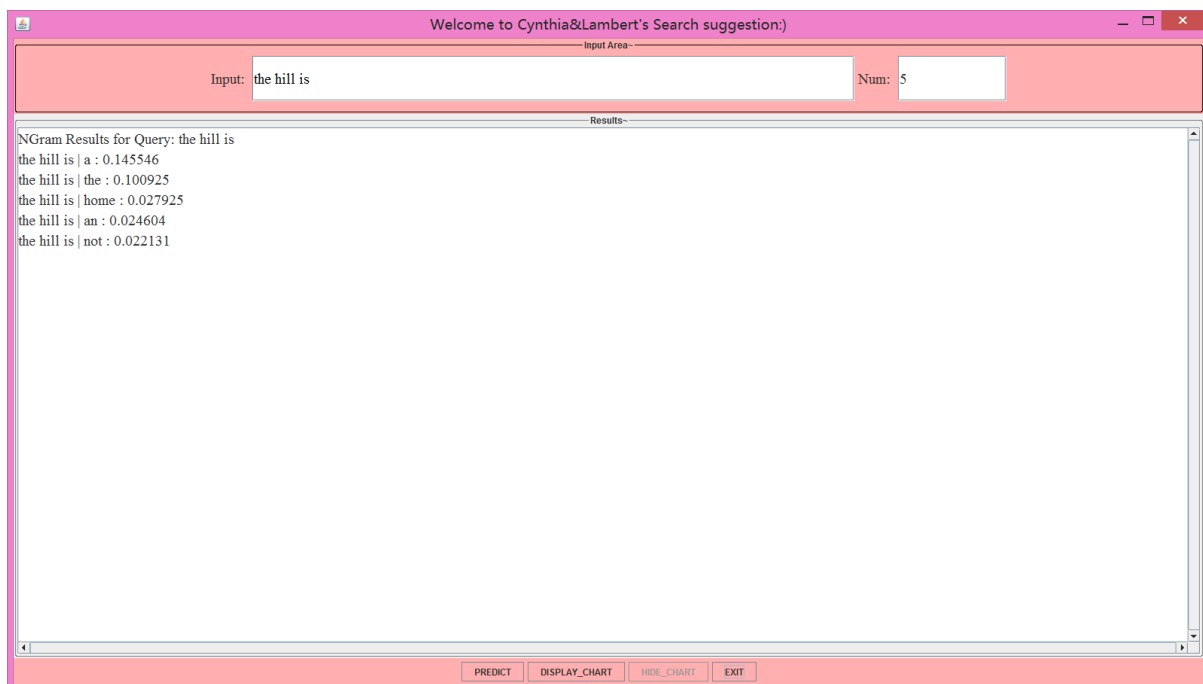 Welcome to Cynthia&Lambert's Search suggestion:)
Input Area~
Input: the hill is Num: 5
Results~
NGram Results for Query: the hill is
the hill is | a : 0.145546
the hill is | the : 0.100925
the hill is | home : 0.027925
the hill is | an : 0.024604
the hill is | not : 0.022131
PREDICT DISPLAY_CHART HIDE_CHART EXIT